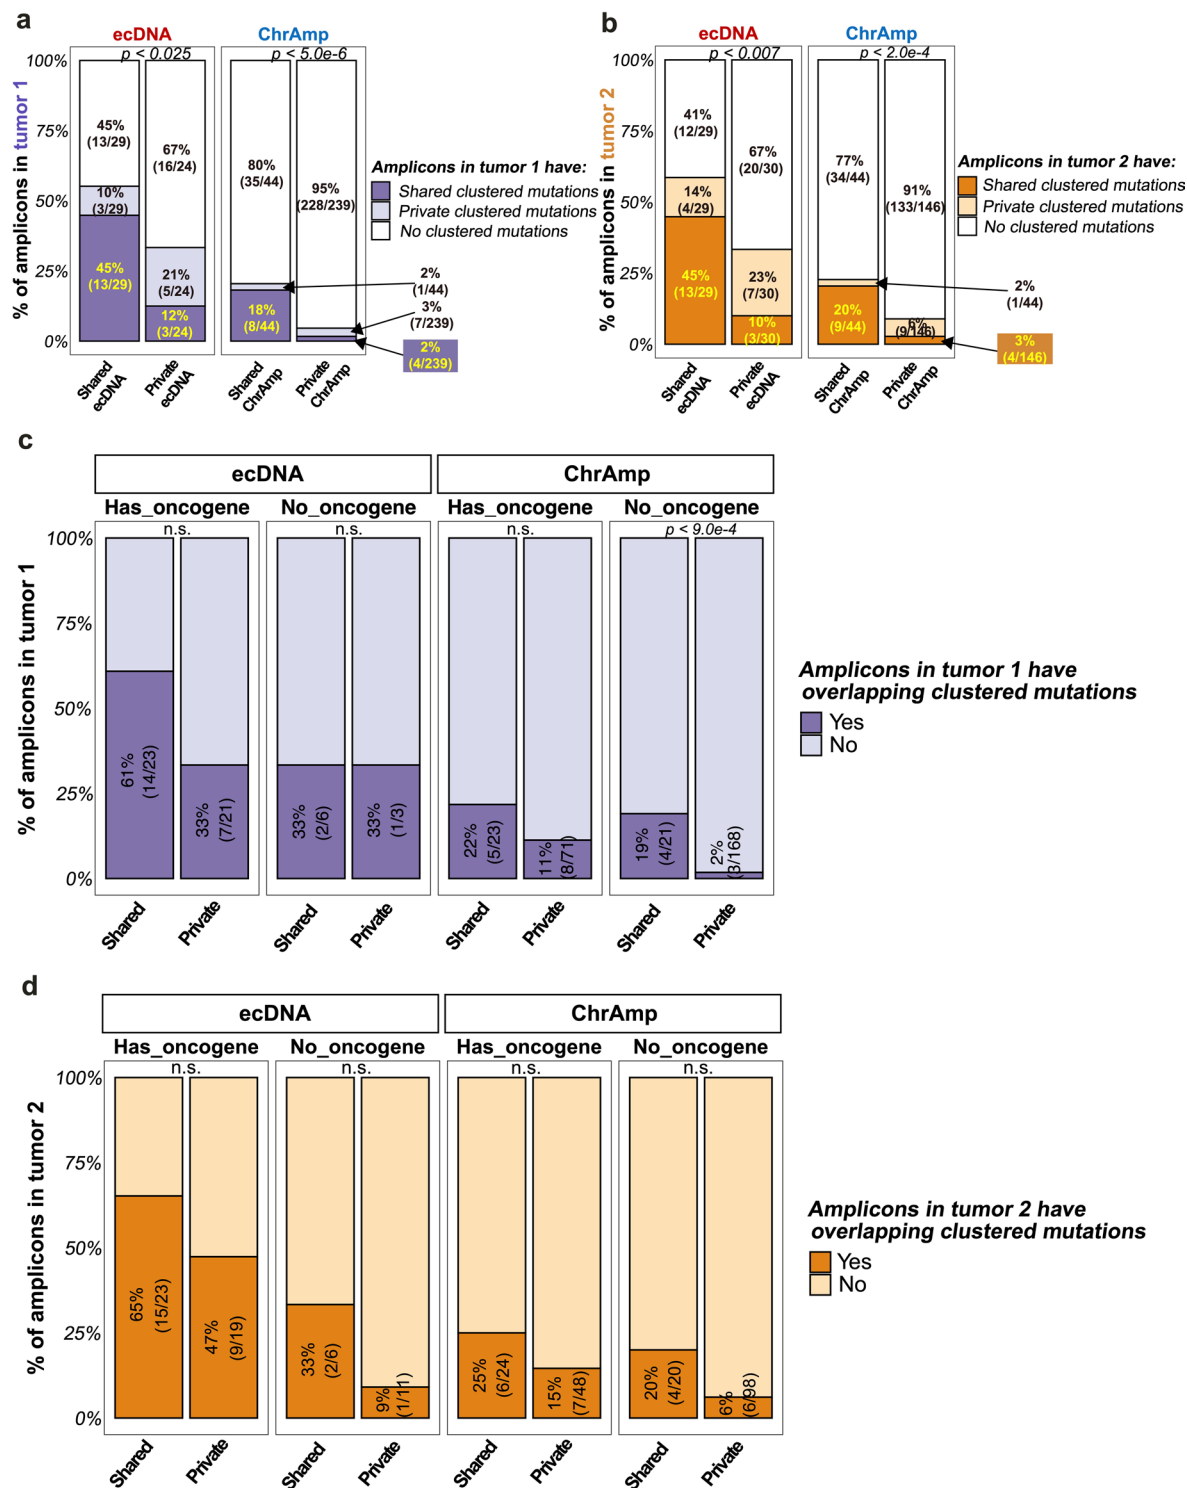 a
ecDNA
ChrAmp
p < 0.025
p < 5.0e-6
% of amplicons in tumor 1
100%
75%
50%
25%
0%
45%
(13/29)
10%
(3/29)
45%
(13/29)
67%
(16/24)
21%
(5/24)
12%
(3/24)
80%
(35/44)
18%
(8/44)
95%
(228/239)
2%
(1/44)
3%
(7/239)
2%
(4/239)
Shared
ecDNA
Private
ecDNA
Shared
ChrAmp
Private
ChrAmp
Amplicons in tumor 1 have:
Shared clustered mutations
Private clustered mutations
No clustered mutations
b
ecDNA
ChrAmp
p < 0.007
p < 2.0e-4
% of amplicons in tumor 2
100%
75%
50%
25%
0%
41%
(12/29)
14%
(4/29)
45%
(13/29)
67%
(20/30)
23%
(7/30)
10%
(3/30)
77%
(34/44)
20%
(9/44)
91%
(133/146)
6%
(9/146)
2%
(1/44)
3%
(4/146)
Shared
ecDNA
Private
ecDNA
Shared
ChrAmp
Private
ChrAmp
Amplicons in tumor 2 have:
Shared clustered mutations
Private clustered mutations
No clustered mutations
c
ecDNA
ChrAmp
Has_oncogene
No_oncogene
Has_oncogene
No_oncogene
n.s.
n.s.
n.s.
p < 9.0e-4
% of amplicons in tumor 1
100%
75%
50%
25%
0%
61%
(14/23)
33%
(7/21)
33%
(2/6)
33%
(1/3)
22%
(5/23)
11%
(8/71)
19%
(4/21)
2%
(3/168)
Shared
Private
Shared
Private
Shared
Private
Shared
Private
Amplicons in tumor 1 have
overlapping clustered mutations
Yes
No
d
ecDNA
ChrAmp
Has_oncogene
No_oncogene
Has_oncogene
No_oncogene
n.s.
n.s.
n.s.
n.s.
% of amplicons in tumor 2
100%
75%
50%
25%
0%
65%
(15/23)
47%
(9/19)
33%
(2/6)
9%
(1/11)
25%
(6/24)
15%
(7/48)
20%
(4/20)
6%
(6/98)
Shared
Private
Shared
Private
Shared
Private
Shared
Private
Amplicons in tumor 2 have
overlapping clustered mutations
Yes
No